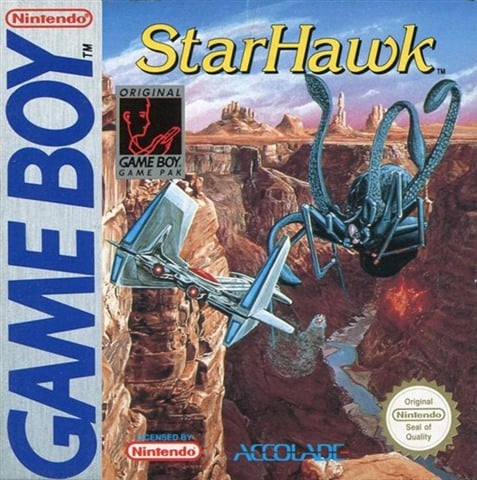 Nintendo
GAME BOY
TM
StarHawk
TM
ORIGINAL
GAME BOY
GAME PAK
LICENSED BY
Nintendo
ACCOLADE
Original
Nintendo
Seal of
Quality